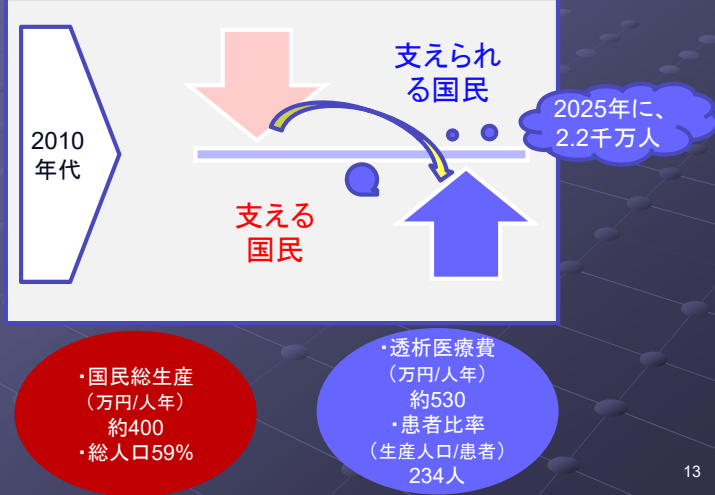 2010
年代
支えられ
る国民
2025年に、
2.2千万人
支える
国民
・国民総生産
（万円/人年）
約400
・総人口59%
・透析医療費
（万円/人年）
約530
・患者比率
（生産人口/患者）
234人
13